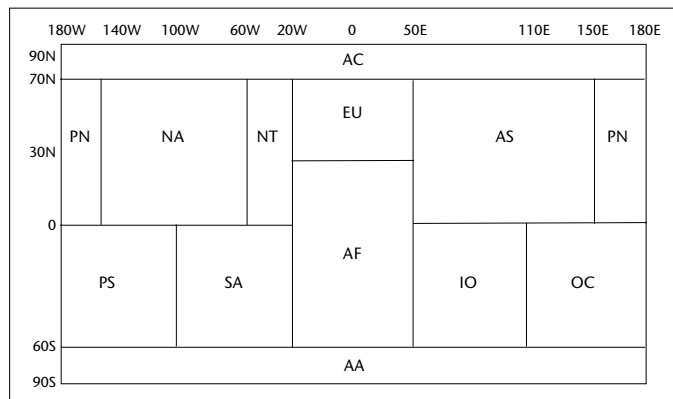 180W 140W 100W 60W 20W 0 50E 110E 150E 180E
90N
AC
70N
EU
PN NA NT AS PN
30N
0
AF
PS SA IO OC
60S
AA
90S